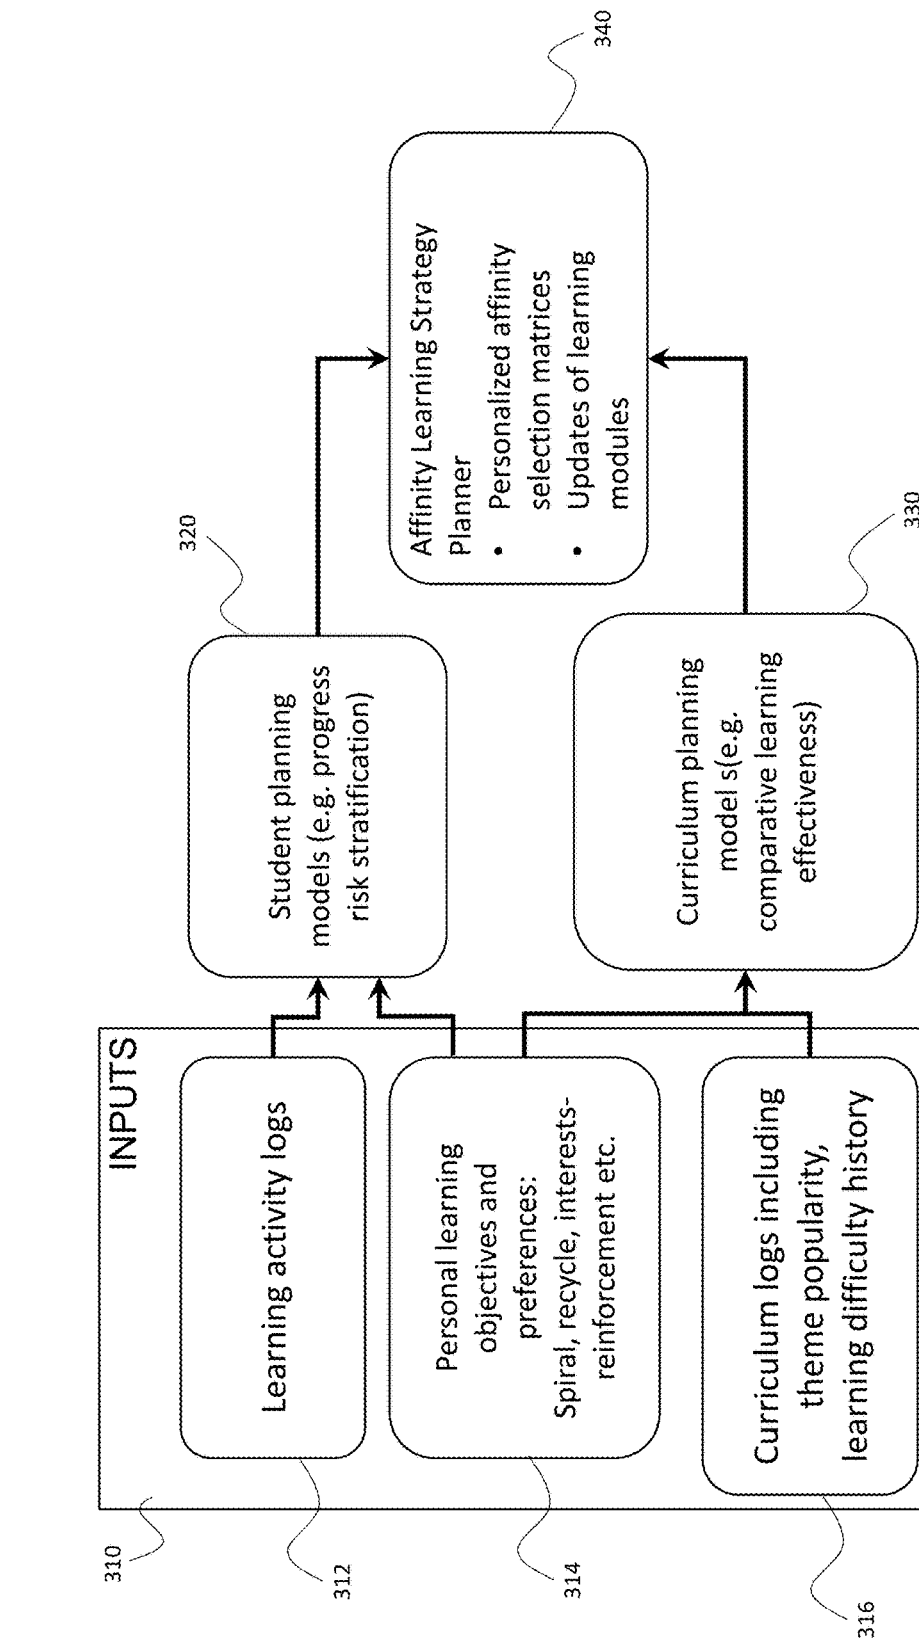 INPUTS
310
Learning activity logs
312
Personal learning
objectives and
preferences:
Spiral, recycle, interests-
reinforcement etc.
314
Curriculum logs including
theme popularity,
learning difficulty history
316
Student planning
models (e.g. progress
risk stratification)
320
Curriculum planning
model s(e.g.
comparative learning
effectiveness)
330
Affinity Learning Strategy
Planner
• Personalized affinity
selection matrices
• Updates of learning
modules
340